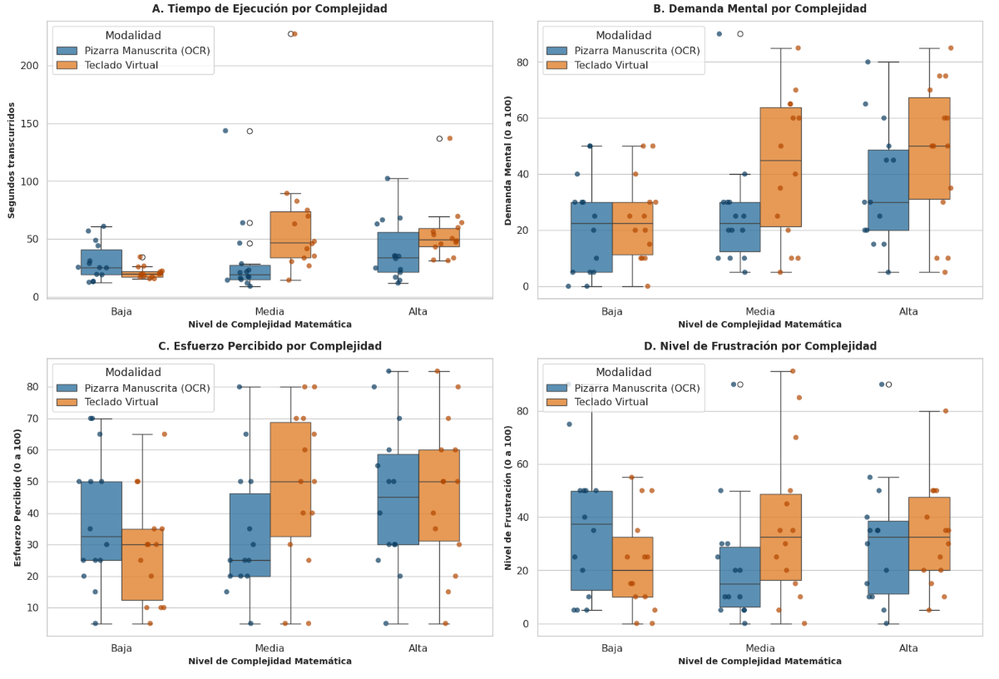 A. Tiempo de Ejecución por Complejidad
Modalidad
Pizarra Manuscrita (OCR)
Teclado Virtual
Segundos transcurridos
200
150
100
50
0
Baja
Media
Alta
Nivel de Complejidad Matemática
B. Demanda Mental por Complejidad
Modalidad
Pizarra Manuscrita (OCR)
Teclado Virtual
Demanda Mental (0 a 100)
80
60
40
20
0
Baja
Media
Alta
Nivel de Complejidad Matemática
C. Esfuerzo Percibido por Complejidad
Modalidad
Pizarra Manuscrita (OCR)
Teclado Virtual
Esfuerzo Percibido (0 a 100)
80
70
60
50
40
30
20
10
Baja
Media
Alta
Nivel de Complejidad Matemática
D. Nivel de Frustración por Complejidad
Modalidad
Pizarra Manuscrita (OCR)
Teclado Virtual
Nivel de Frustración (0 a 100)
80
60
40
20
0
Baja
Media
Alta
Nivel de Complejidad Matemática